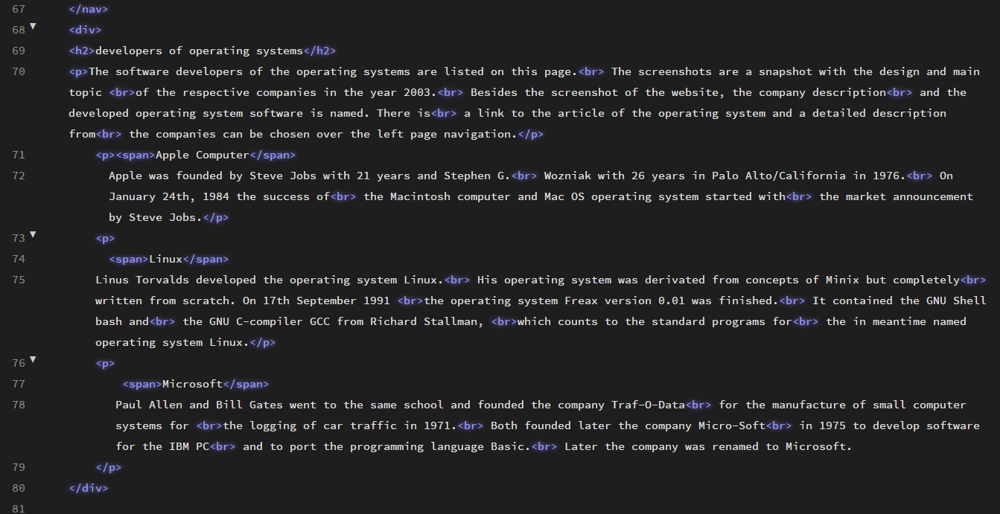 67 </nav>
68 ▼ <div>
69 <h2>developers of operating systems</h2>
70 <p>The software developers of the operating systems are listed on this page.<br> The screenshots are a snapshot with the design and main
topic <br>of the respective companies in the year 2003.<br> Besides the screenshot of the website, the company description<br> and the
developed operating system software is named. There is<br> a link to the article of the operating system and a detailed description
from<br> the companies can be chosen over the left page navigation.</p>
71 <p><span>Apple Computer</span>
72 Apple was founded by Steve Jobs with 21 years and Stephen G.<br> Wozniak with 26 years in Palo Alto/California in 1976.<br> On
January 24th, 1984 the success of<br> the Macintosh computer and Mac OS operating system started with<br> the market announcement
by Steve Jobs.</p>
73 ▼ <p>
74 <span>Linux</span>
75 Linus Torvalds developed the operating system Linux.<br> His operating system was derivated from concepts of Minix but completely<br>
written from scratch. On 17th September 1991 <br>the operating system Freax version 0.01 was finished.<br> It contained the GNU Shell
bash and<br> the GNU C-compiler GCC from Richard Stallman, <br>which counts to the standard programs for<br> the in meantime named
operating system Linux.</p>
76 ▼ <p>
77 <span>Microsoft</span>
78 Paul Allen and Bill Gates went to the same school and founded the company Traf-O-Data<br> for the manufacture of small computer
systems for <br>the logging of car traffic in 1971.<br> Both founded later the company Micro-Soft<br> in 1975 to develop software
for the IBM PC<br> and to port the programming language Basic.<br> Later the company was renamed to Microsoft.
79 </p>
80 </div>
81